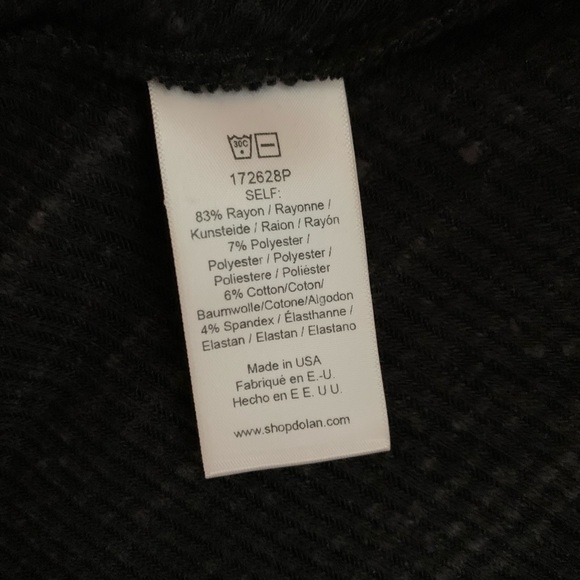 30C
172628P
SELF:
83% Rayon / Rayonne /
Kunsteide / Raion / Rayón
7% Polyester /
Polyester / Polyester /
Poliestere / Poliéster
6% Cotton/Coton/
Baumwolle/Cotone/Algodon
4% Spandex / Élasthanne /
Elastan / Elastan / Elastano
Made in USA
Fabriqué en E.-U.
Hecho en E E. U U.
www.shopdolan.com